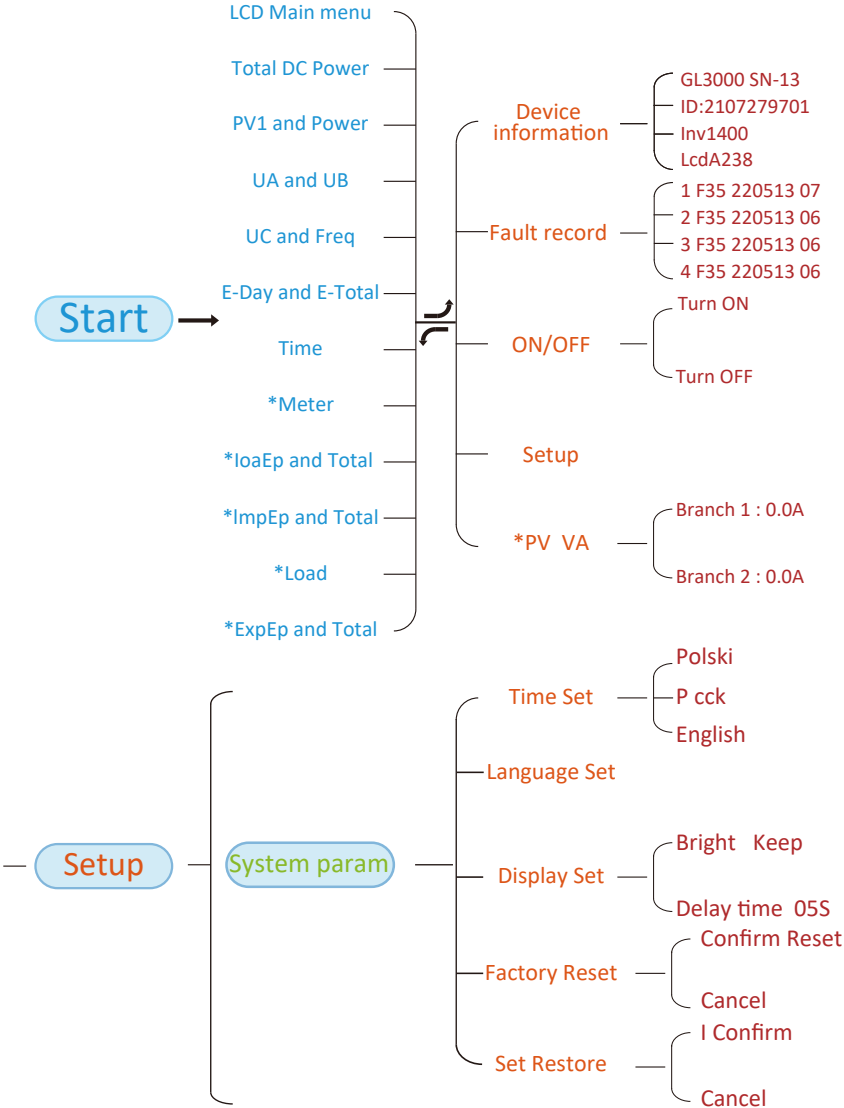 LCD Main menu
Total DC Power
PV1 and Power
UA and UB
UC and Freq
E-Day and E-Total
Start
Time
*Meter
*IoaEp and Total
*ImpEp and Total
*Load
*ExpEp and Total
Device
information
GL3000 SN-13
ID:2107279701
Inv1400
LcdA238
Fault record
1 F35 220513 07
2 F35 220513 06
3 F35 220513 06
4 F35 220513 06
ON/OFF
Turn ON
Turn OFF
Setup
*PV VA
Branch 1 : 0.0A
Branch 2 : 0.0A
Setup
System param
Time Set
Polski
P cck
English
Language Set
Display Set
Bright Keep
Delay time 05S
Factory Reset
Confirm Reset
Cancel
Set Restore
I Confirm
Cancel